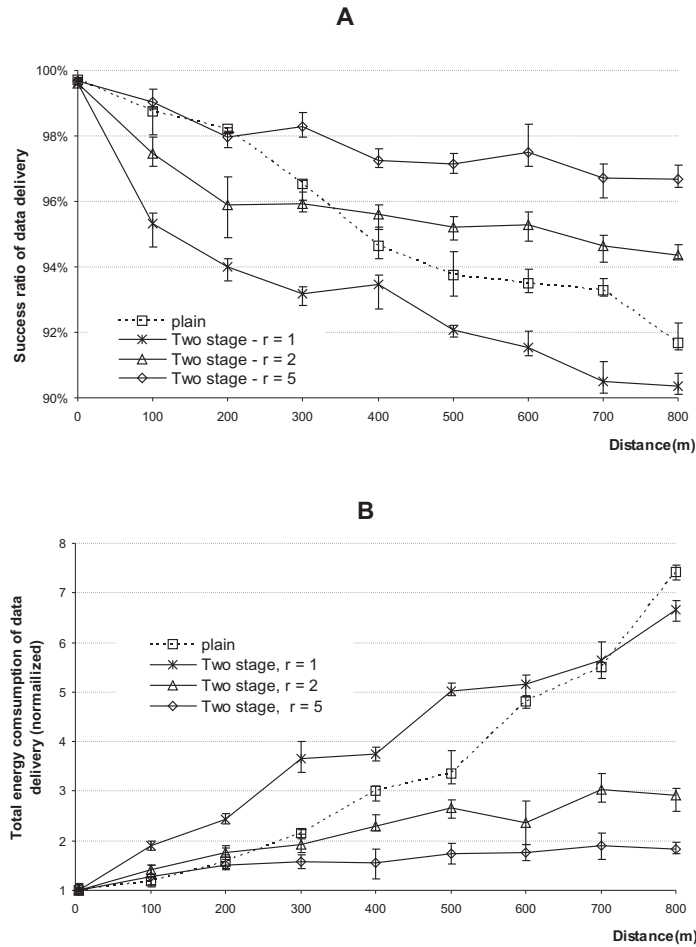 A
Success ratio of data delivery
100%
98%
96%
94%
92%
90%
plain
Two stage - r = 1
Two stage - r = 2
Two stage - r = 5
0 100 200 300 400 500 600 700 800
Distance(m)
B
Total energy comsumption of data
delivery (normailized)
8
7
6
5
4
3
2
1
plain
Two stage, r = 1
Two stage, r = 2
Two stage, r = 5
0 100 200 300 400 500 600 700 800
Distance(m)